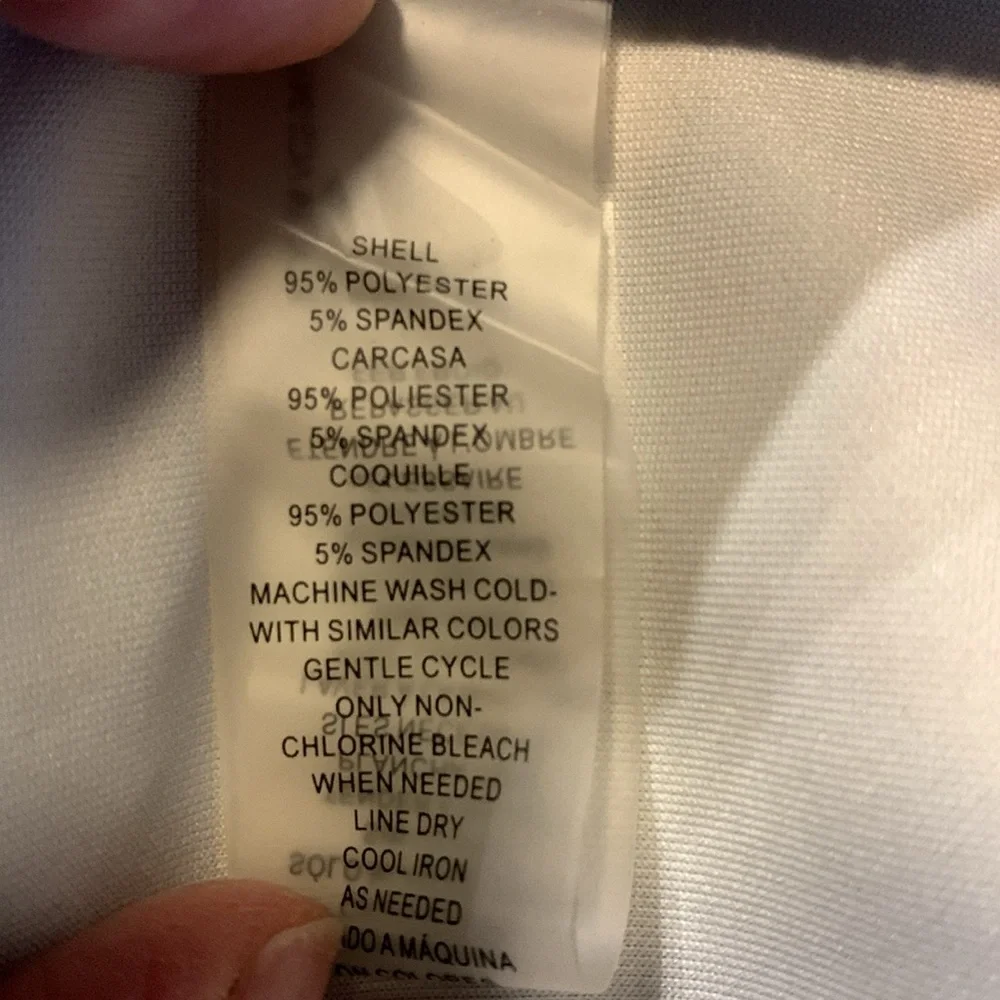 SHELL
95% POLYESTER
5% SPANDEX
CARCASA
95% POLIESTER
5% SPANDEX
COQUILLE
95% POLYESTER
5% SPANDEX
MACHINE WASH COLD-
WITH SIMILAR COLORS
GENTLE CYCLE
ONLY NON-
CHLORINE BLEACH
WHEN NEEDED
LINE DRY
COOL IRON
AS NEEDED
A MÁQUINA